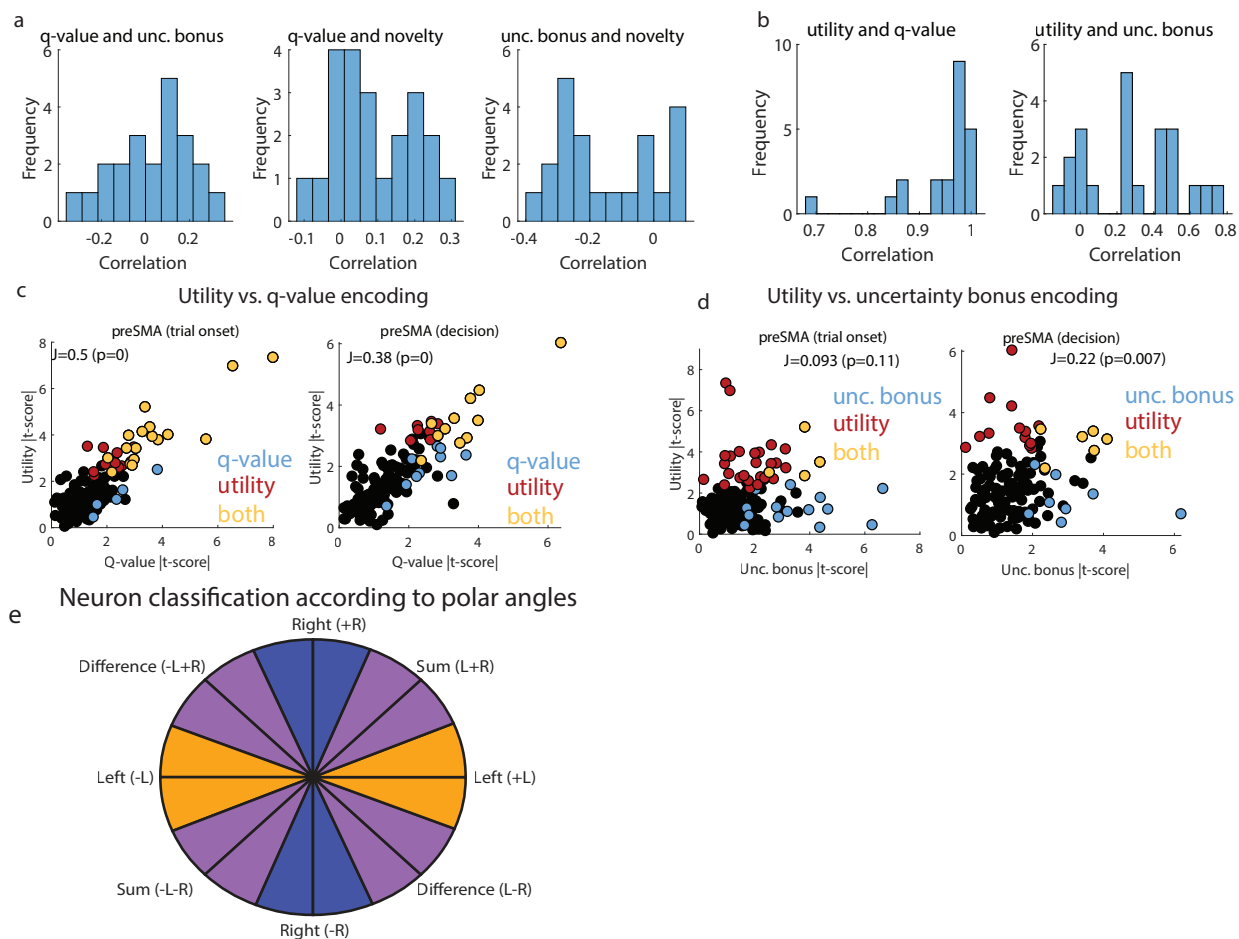 a
q-value and unc. bonus
6
4
2
0
Frequency
-0.2
0
0.2
Correlation
q-value and novelty
4
3
2
1
0
Frequency
-0.1
0
0.1
0.2
0.3
Correlation
unc. bonus and novelty
6
4
2
0
Frequency
-0.4
-0.2
0
Correlation
b
utility and q-value
10
5
0
Frequency
0.7
0.8
0.9
1
Correlation
utility and unc. bonus
6
4
2
0
Frequency
0
0.2
0.4
0.6
0.8
Correlation
c
Utility vs. q-value encoding
preSMA (trial onset)
J=0.5 (p=0)
8
6
4
2
0
Utility |t-score|
q-value
utility
both
0
2
4
6
8
Q-value |t-score|
preSMA (decision)
J=0.38 (p=0)
6
4
2
0
Utility |t-score|
q-value
utility
both
0
2
4
6
Q-value |t-score|
d
Utility vs. uncertainty bonus encoding
preSMA (trial onset)
J=0.093 (p=0.11)
8
6
4
2
0
Utility |t-score|
unc. bonus
utility
both
0
2
4
6
8
Unc. bonus |t-score|
preSMA (decision)
J=0.22 (p=0.007)
6
4
2
0
Utility |t-score|
unc. bonus
utility
both
0
2
4
6
Unc. bonus |t-score|
e
Neuron classification according to polar angles
Right (+R)
Difference (-L+R)
Sum (L+R)
Left (-L)
Left (+L)
Sum (-L-R)
Difference (L-R)
Right (-R)